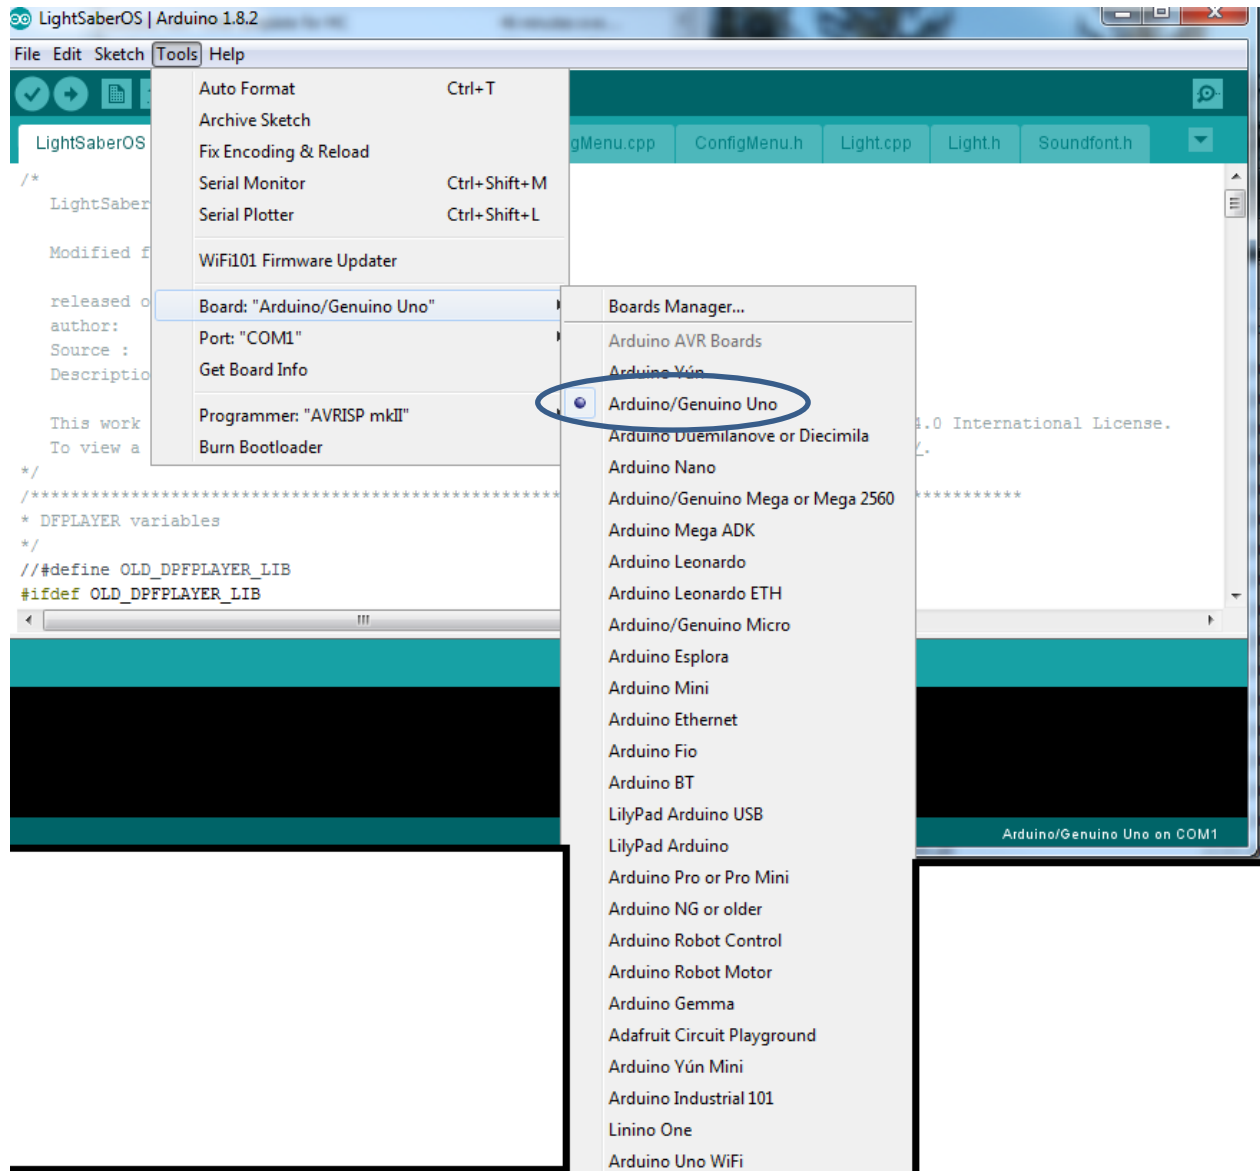 LightSaberOS | Arduino 1.8.2
File Edit Sketch Tools Help
Auto Format Ctrl+T
Archive Sketch
Fix Encoding & Reload
Serial Monitor Ctrl+Shift+M
Serial Plotter Ctrl+Shift+L
WiFi101 Firmware Updater
Board: "Arduino/Genuino Uno"
Port: "COM1"
Get Board Info
Programmer: "AVRISP mkII"
Burn Bootloader
Boards Manager...
Arduino AVR Boards
Arduino Yún
Arduino/Genuino Uno
Arduino Duemilanove or Diecimila
Arduino Nano
Arduino/Genuino Mega or Mega 2560
Arduino Mega ADK
Arduino Leonardo
Arduino Leonardo ETH
Arduino/Genuino Micro
Arduino Esplora
Arduino Mini
Arduino Ethernet
Arduino Fio
Arduino BT
LilyPad Arduino USB
LilyPad Arduino
Arduino Pro or Pro Mini
Arduino NG or older
Arduino Robot Control
Arduino Robot Motor
Arduino Gemma
Adafruit Circuit Playground
Arduino Yún Mini
Arduino Industrial 101
Linino One
Arduino Uno WiFi
LightSaberOS gMenu.cpp ConfigMenu.h Light.cpp Light.h Soundfont.h
/*
LightSaber
Modified f
released o
author:
Source :
Descriptio
This work 4.0 International License.
To view a /.
*/
/****************************************************** ***********
* DFPLAYER variables
*/
//#define OLD_DPFPLAYER_LIB
#ifdef OLD_DPFPLAYER_LIB
Arduino/Genuino Uno on COM1